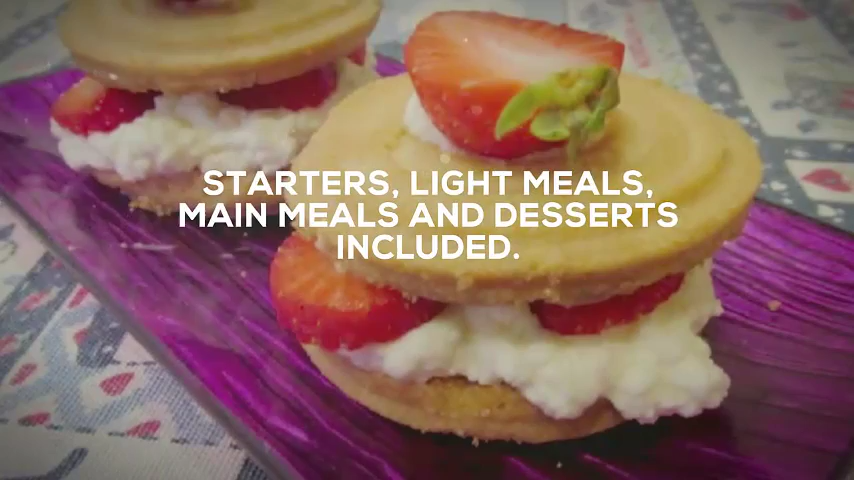 STARTERS, LIGHT MEALS,
MAIN MEALS AND DESSERTS
INCLUDED.